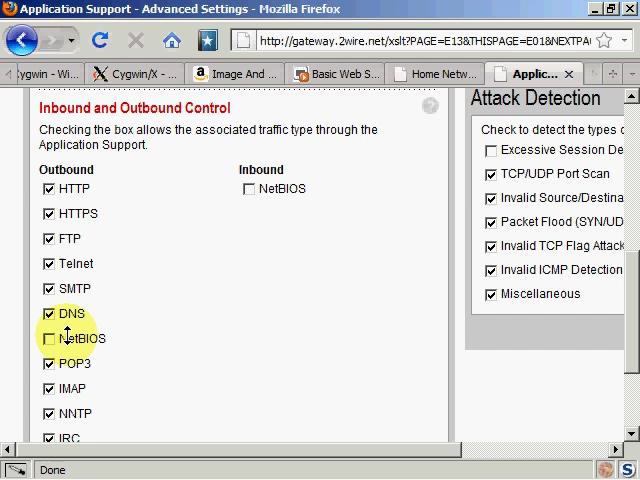 Application Support - Advanced Settings - Mozilla Firefox
http://gateway.2wire.net/xslt?PAGE=E13&THISPAGE=E01&NEXTPA
Cygwin - Wi...
Cygwin/X - ...
Image And ...
Basic Web S...
Home Netw...
Applic...
Inbound and Outbound Control
Checking the box allows the associated traffic type through the
Application Support.
Outbound
Inbound
HTTP
NetBIOS
HTTPS
FTP
Telnet
SMTP
DNS
NetBIOS
POP3
IMAP
NNTP
IRC
Attack Detection
Check to detect the types o
Excessive Session De
TCP/UDP Port Scan
Invalid Source/Destina
Packet Flood (SYN/UD
Invalid TCP Flag Attack
Invalid ICMP Detection
Miscellaneous
Done